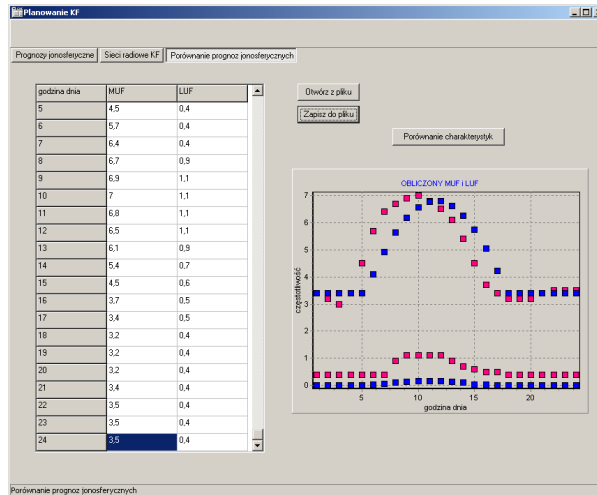 Planowanie KF
Prognozy jonosferyczne Sieci radiowe KF Porównanie prognoz jonosferycznych
godzina dnia MUF LUF
5 4,5 0,4
6 5,7 0,4
7 6,4 0,4
8 6,7 0,9
9 6,9 1,1
10 7 1,1
11 6,8 1,1
12 6,5 1,1
13 6,1 0,9
14 5,4 0,7
15 4,5 0,6
16 3,7 0,5
17 3,4 0,5
18 3,2 0,4
19 3,2 0,4
20 3,2 0,4
21 3,4 0,4
22 3,5 0,4
23 3,5 0,4
24 3,5 0,4
Otwórz z pliku
Zapisz do pliku
Porównanie charakterystyk
OBLICZONY MUF i LUF
7
6
5
4
3
2
1
0
częstotliwość
5 10 15 20
godzina dnia
Porównanie prognoz jonosferycznych